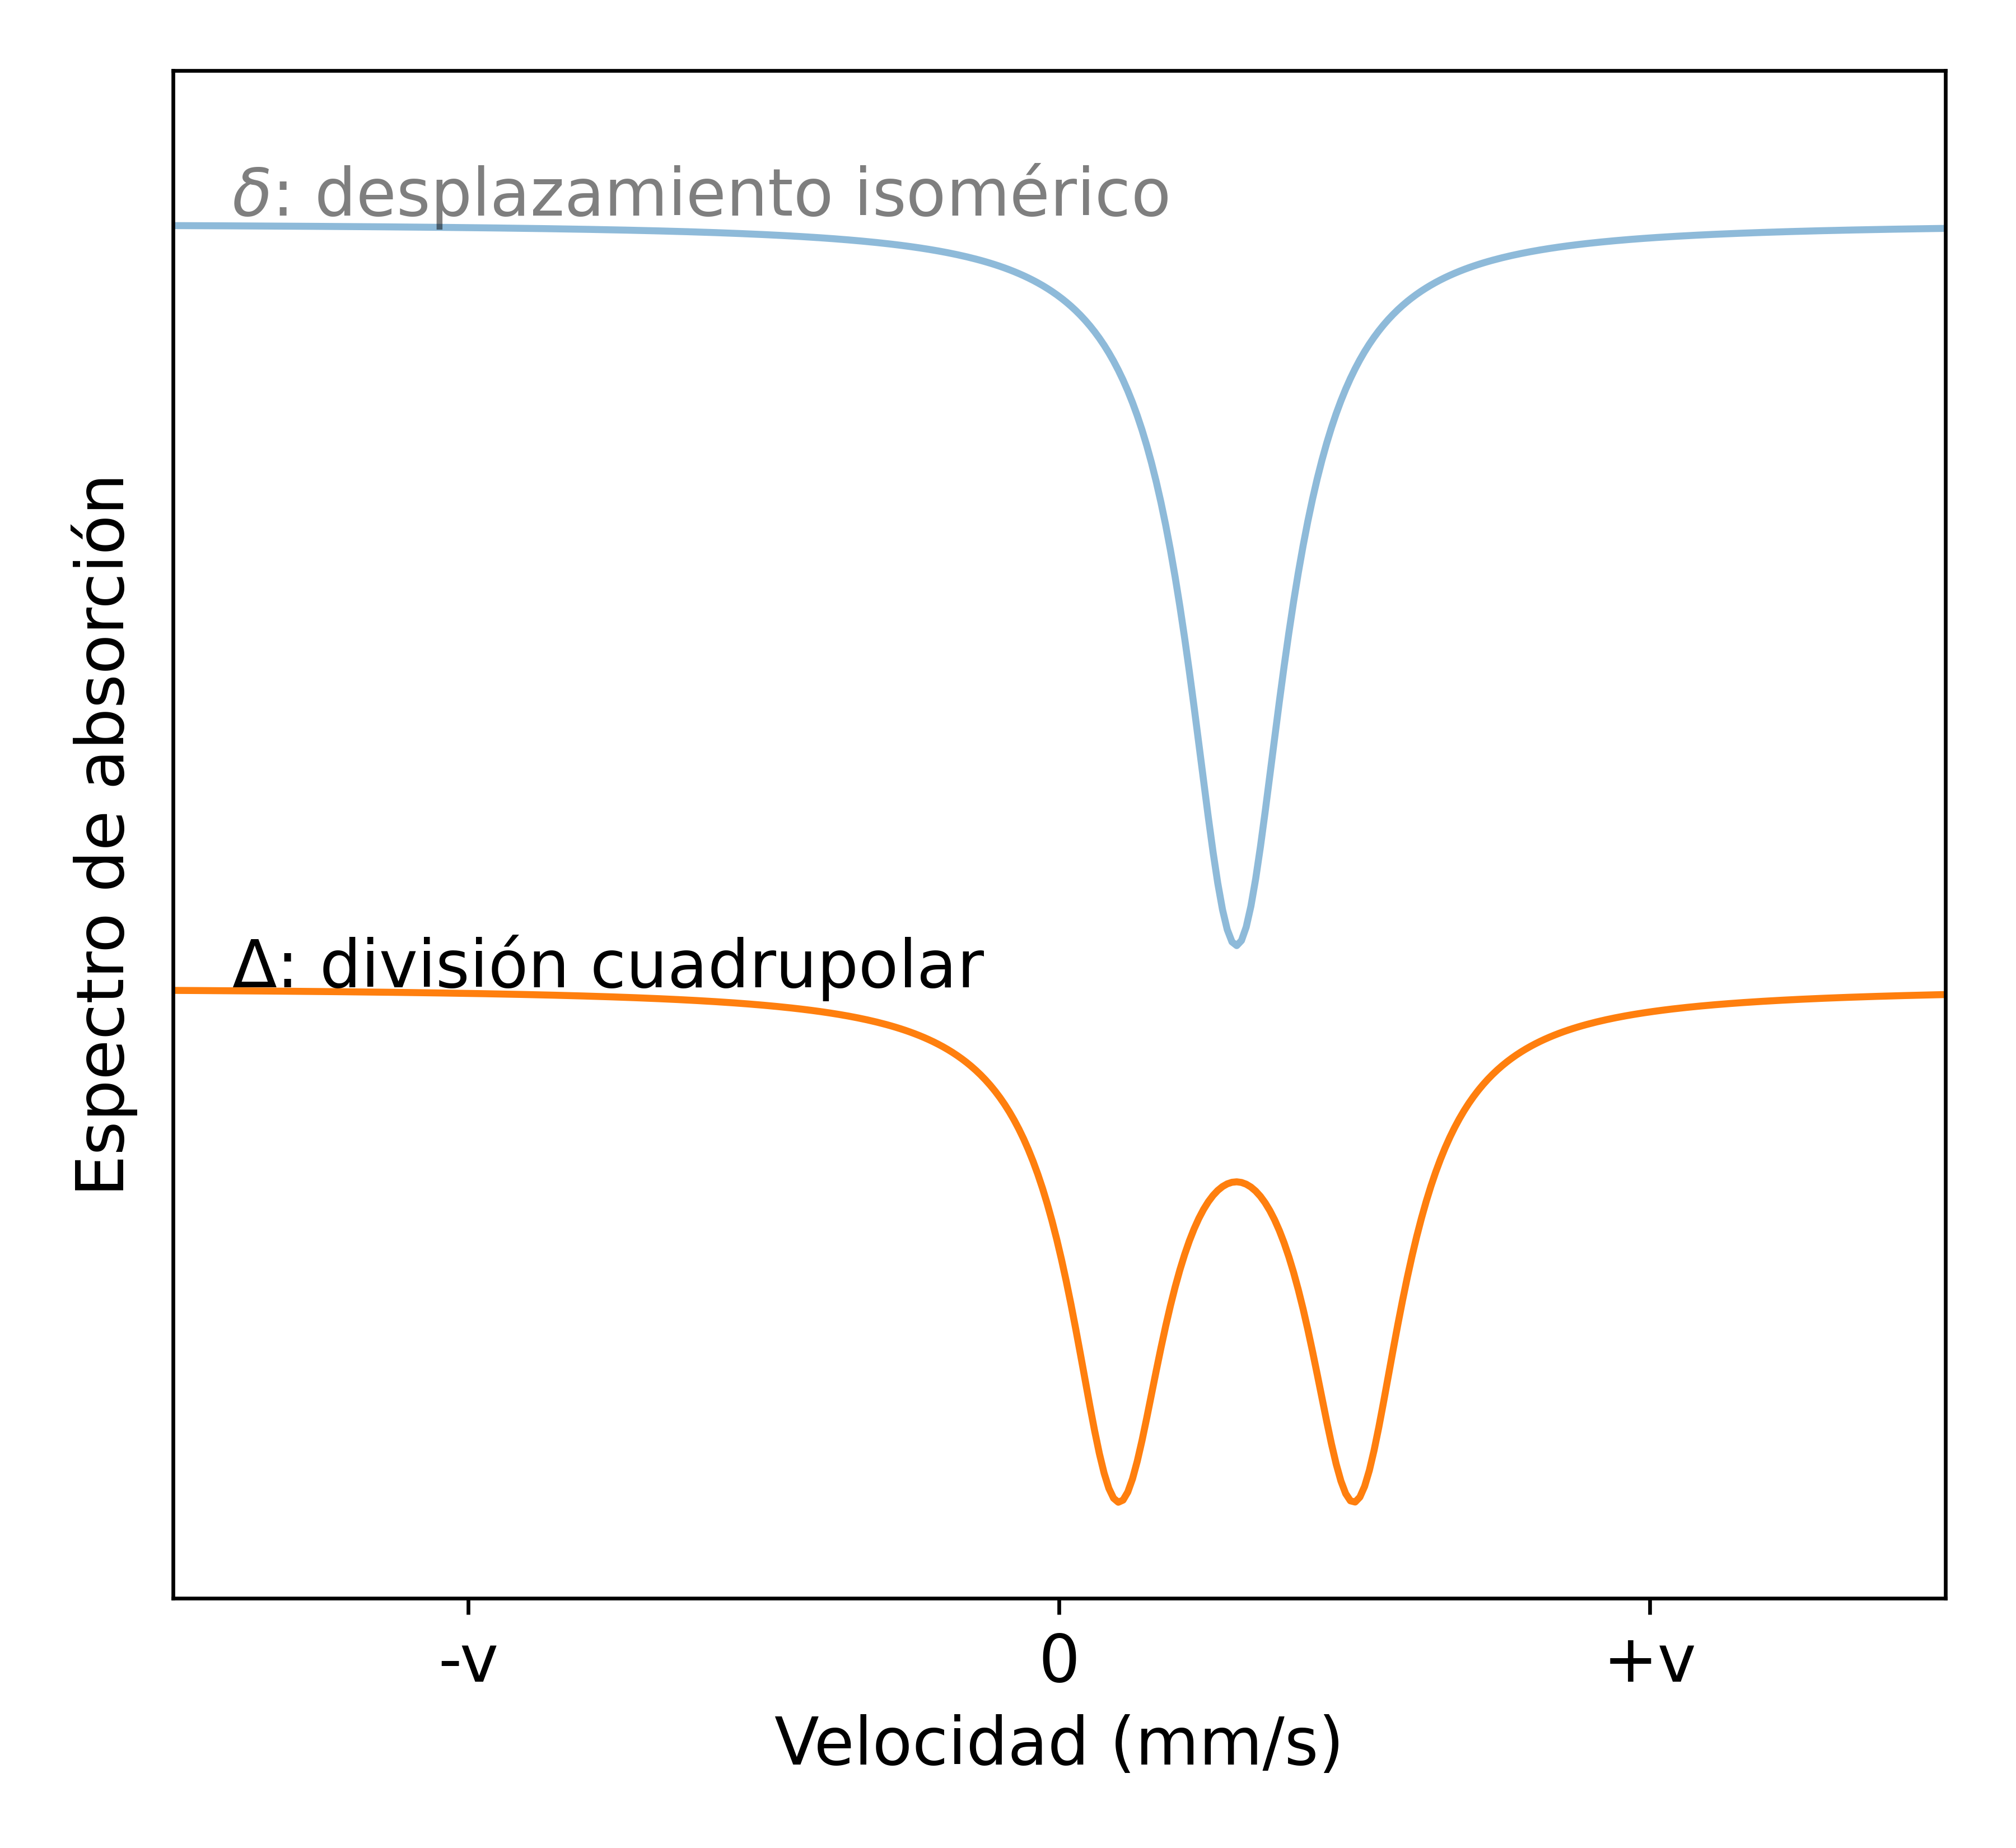 δ: desplazamiento isomérico
Espectro de absorción
Δ: división cuadrupolar
-v
0
+v
Velocidad (mm/s)